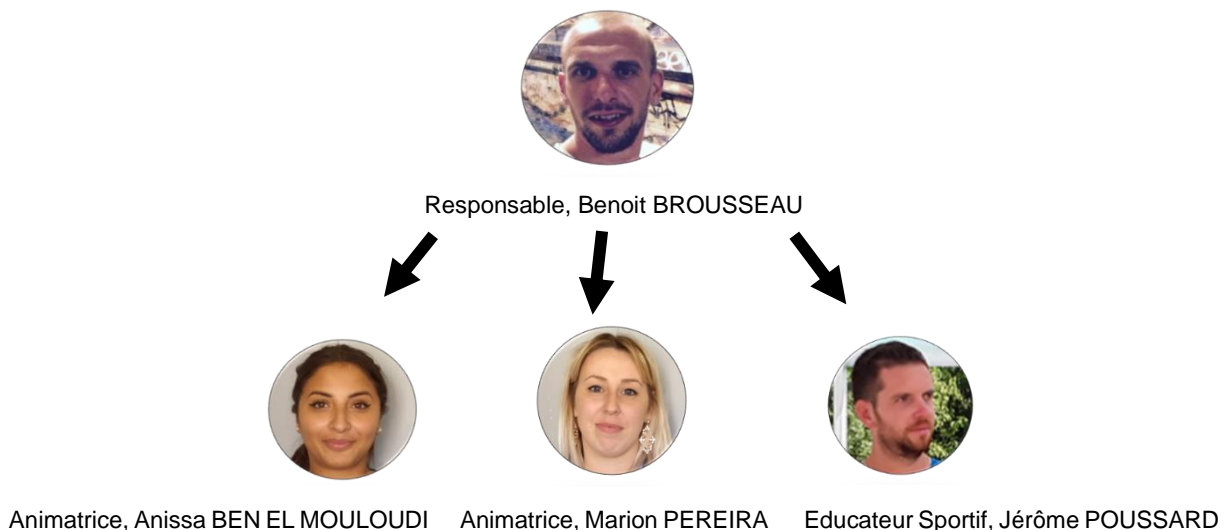 Responsable, Benoit BROUSSEAU
Animatrice, Anissa BEN EL MOULOUDI
Animatrice, Marion PEREIRA
Educateur Sportif, Jérôme POUSSARD